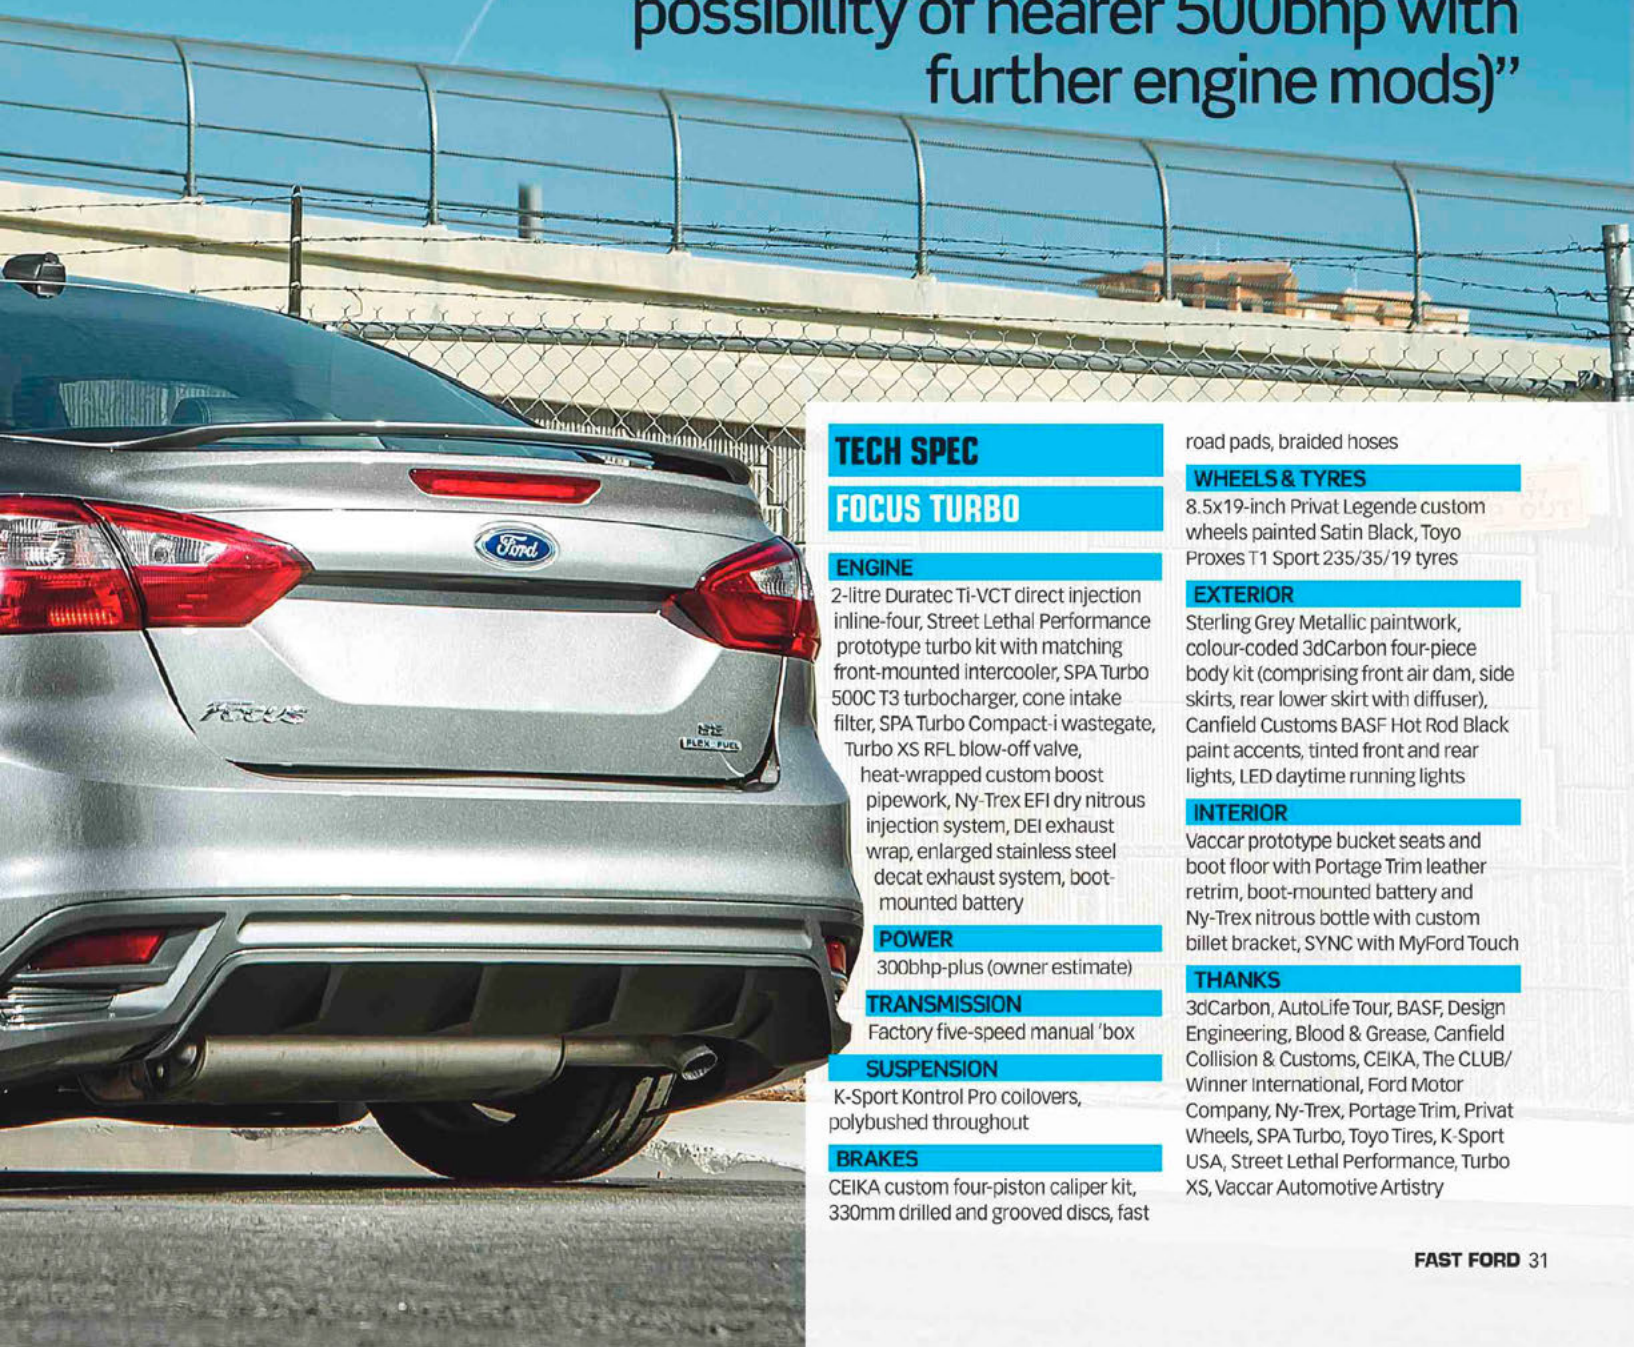 possibility of nearer 500bhp with
further engine mods)”
Ford
FOCUS
SE
FLEX-FUEL
TECH SPEC
FOCUS TURBO
ENGINE
2-litre Duratec Ti-VCT direct injection
inline-four, Street Lethal Performance
prototype turbo kit with matching
front-mounted intercooler, SPA Turbo
500C T3 turbocharger, cone intake
filter, SPA Turbo Compact-i wastegate,
Turbo XS RFL blow-off valve,
heat-wrapped custom boost
pipework, Ny-Trex EFI dry nitrous
injection system, DEI exhaust
wrap, enlarged stainless steel
decat exhaust system, boot-
mounted battery
POWER
300bhp-plus (owner estimate)
TRANSMISSION
Factory five-speed manual ’box
SUSPENSION
K-Sport Kontrol Pro coilovers,
polybushed throughout
BRAKES
CEIKA custom four-piston caliper kit,
330mm drilled and grooved discs, fast
road pads, braided hoses
WHEELS & TYRES
8.5x19-inch Privat Legende custom
wheels painted Satin Black, Toyo
Proxes T1 Sport 235/35/19 tyres
EXTERIOR
Sterling Grey Metallic paintwork,
colour-coded 3dCarbon four-piece
body kit (comprising front air dam, side
skirts, rear lower skirt with diffuser),
Canfield Customs BASF Hot Rod Black
paint accents, tinted front and rear
lights, LED daytime running lights
INTERIOR
Vaccar prototype bucket seats and
boot floor with Portage Trim leather
retrim, boot-mounted battery and
Ny-Trex nitrous bottle with custom
billet bracket, SYNC with MyFord Touch
THANKS
3dCarbon, AutoLife Tour, BASF, Design
Engineering, Blood & Grease, Canfield
Collision & Customs, CEIKA, The CLUB/
Winner International, Ford Motor
Company, Ny-Trex, Portage Trim, Privat
Wheels, SPA Turbo, Toyo Tires, K-Sport
USA, Street Lethal Performance, Turbo
XS, Vaccar Automotive Artistry
FAST FORD 31